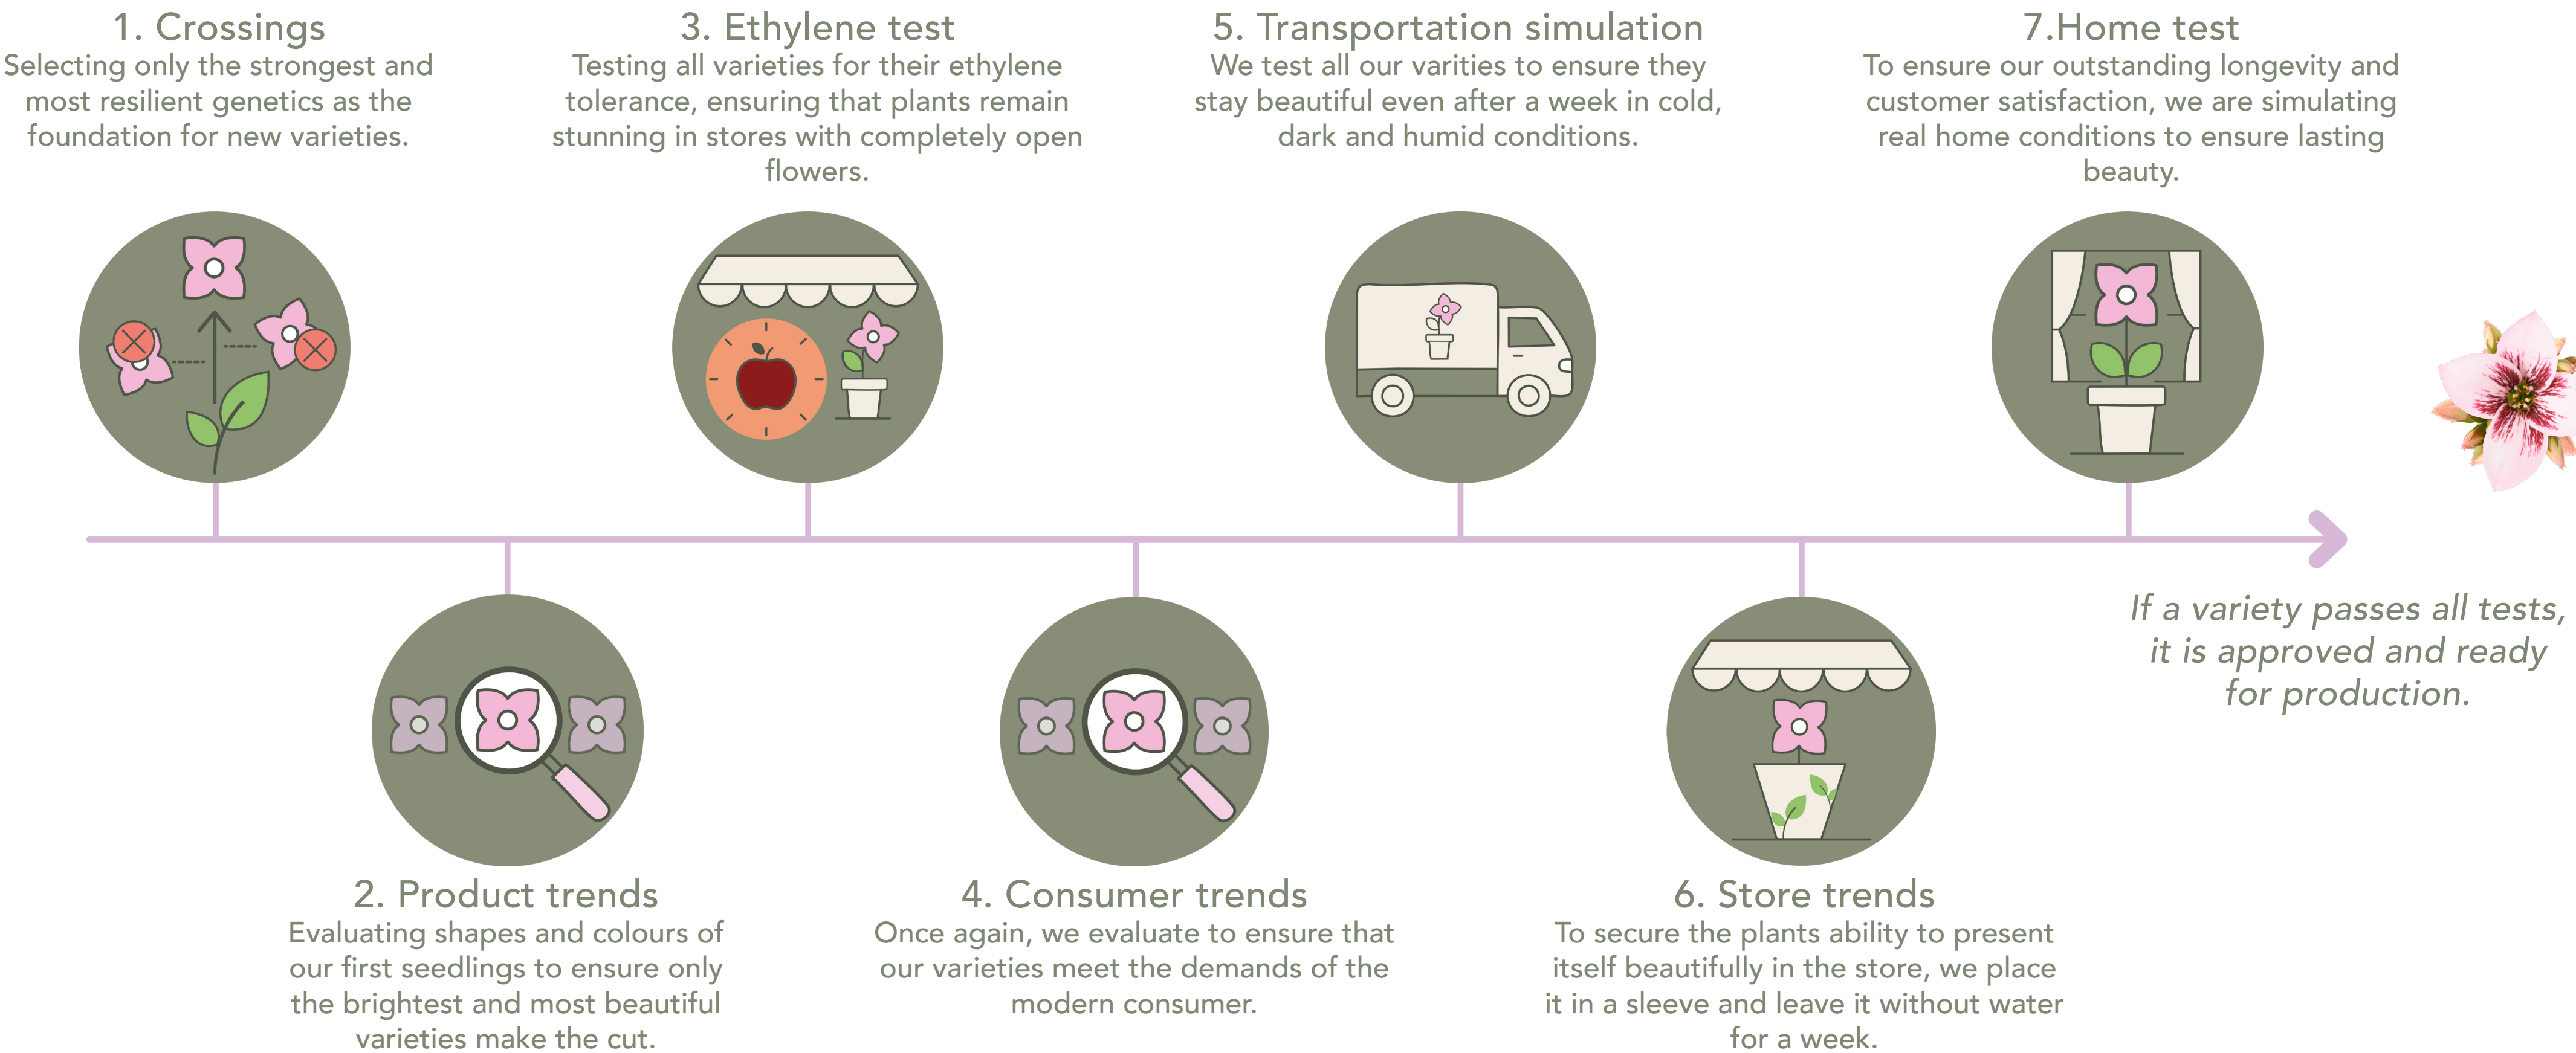 1. Crossings
Selecting only the strongest and
most resilient genetics as the
foundation for new varieties.
2. Product trends
Evaluating shapes and colours of
our first seedlings to ensure only
the brightest and most beautiful
varieties make the cut.
3. Ethylene test
Testing all varieties for their ethylene
tolerance, ensuring that plants remain
stunning in stores with completely open
flowers.
4. Consumer trends
Once again, we evaluate to ensure that
our varieties meet the demands of the
modern consumer.
5. Transportation simulation
We test all our varities to ensure they
stay beautiful even after a week in cold,
dark and humid conditions.
6. Store trends
To secure the plants ability to present
itself beautifully in the store, we place
it in a sleeve and leave it without water
for a week.
7.Home test
To ensure our outstanding longevity and
customer satisfaction, we are simulating
real home conditions to ensure lasting
beauty.
If a variety passes all tests,
it is approved and ready
for production.